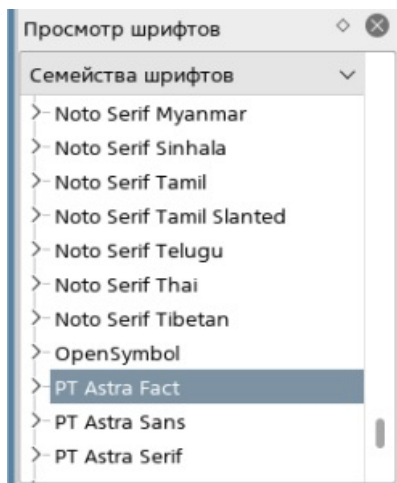 Просмотр шрифтов
Семейства шрифтов
Noto Serif Myanmar
Noto Serif Sinhala
Noto Serif Tamil
Noto Serif Tamil Slanted
Noto Serif Telugu
Noto Serif Thai
Noto Serif Tibetan
OpenSymbol
PT Astra Fact
PT Astra Sans
PT Astra Serif